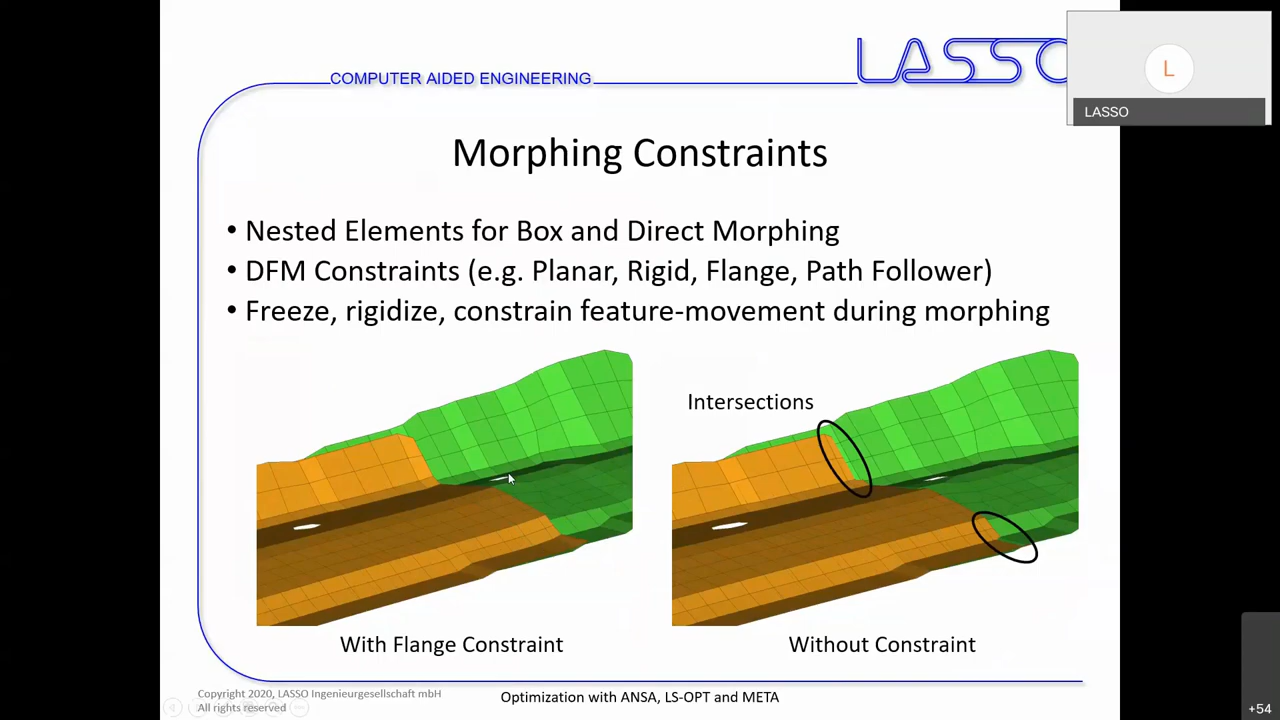 COMPUTER AIDED ENGINEERING
LASSO
L
LASSO
Morphing Constraints
• Nested Elements for Box and Direct Morphing
• DFM Constraints (e.g. Planar, Rigid, Flange, Path Follower)
• Freeze, rigidize, constrain feature-movement during morphing
Intersections
With Flange Constraint
Without Constraint
Copyright 2020, LASSO Ingenieurgesellschaft mbH
All rights reserved
Optimization with ANSA, LS-OPT and META
+54